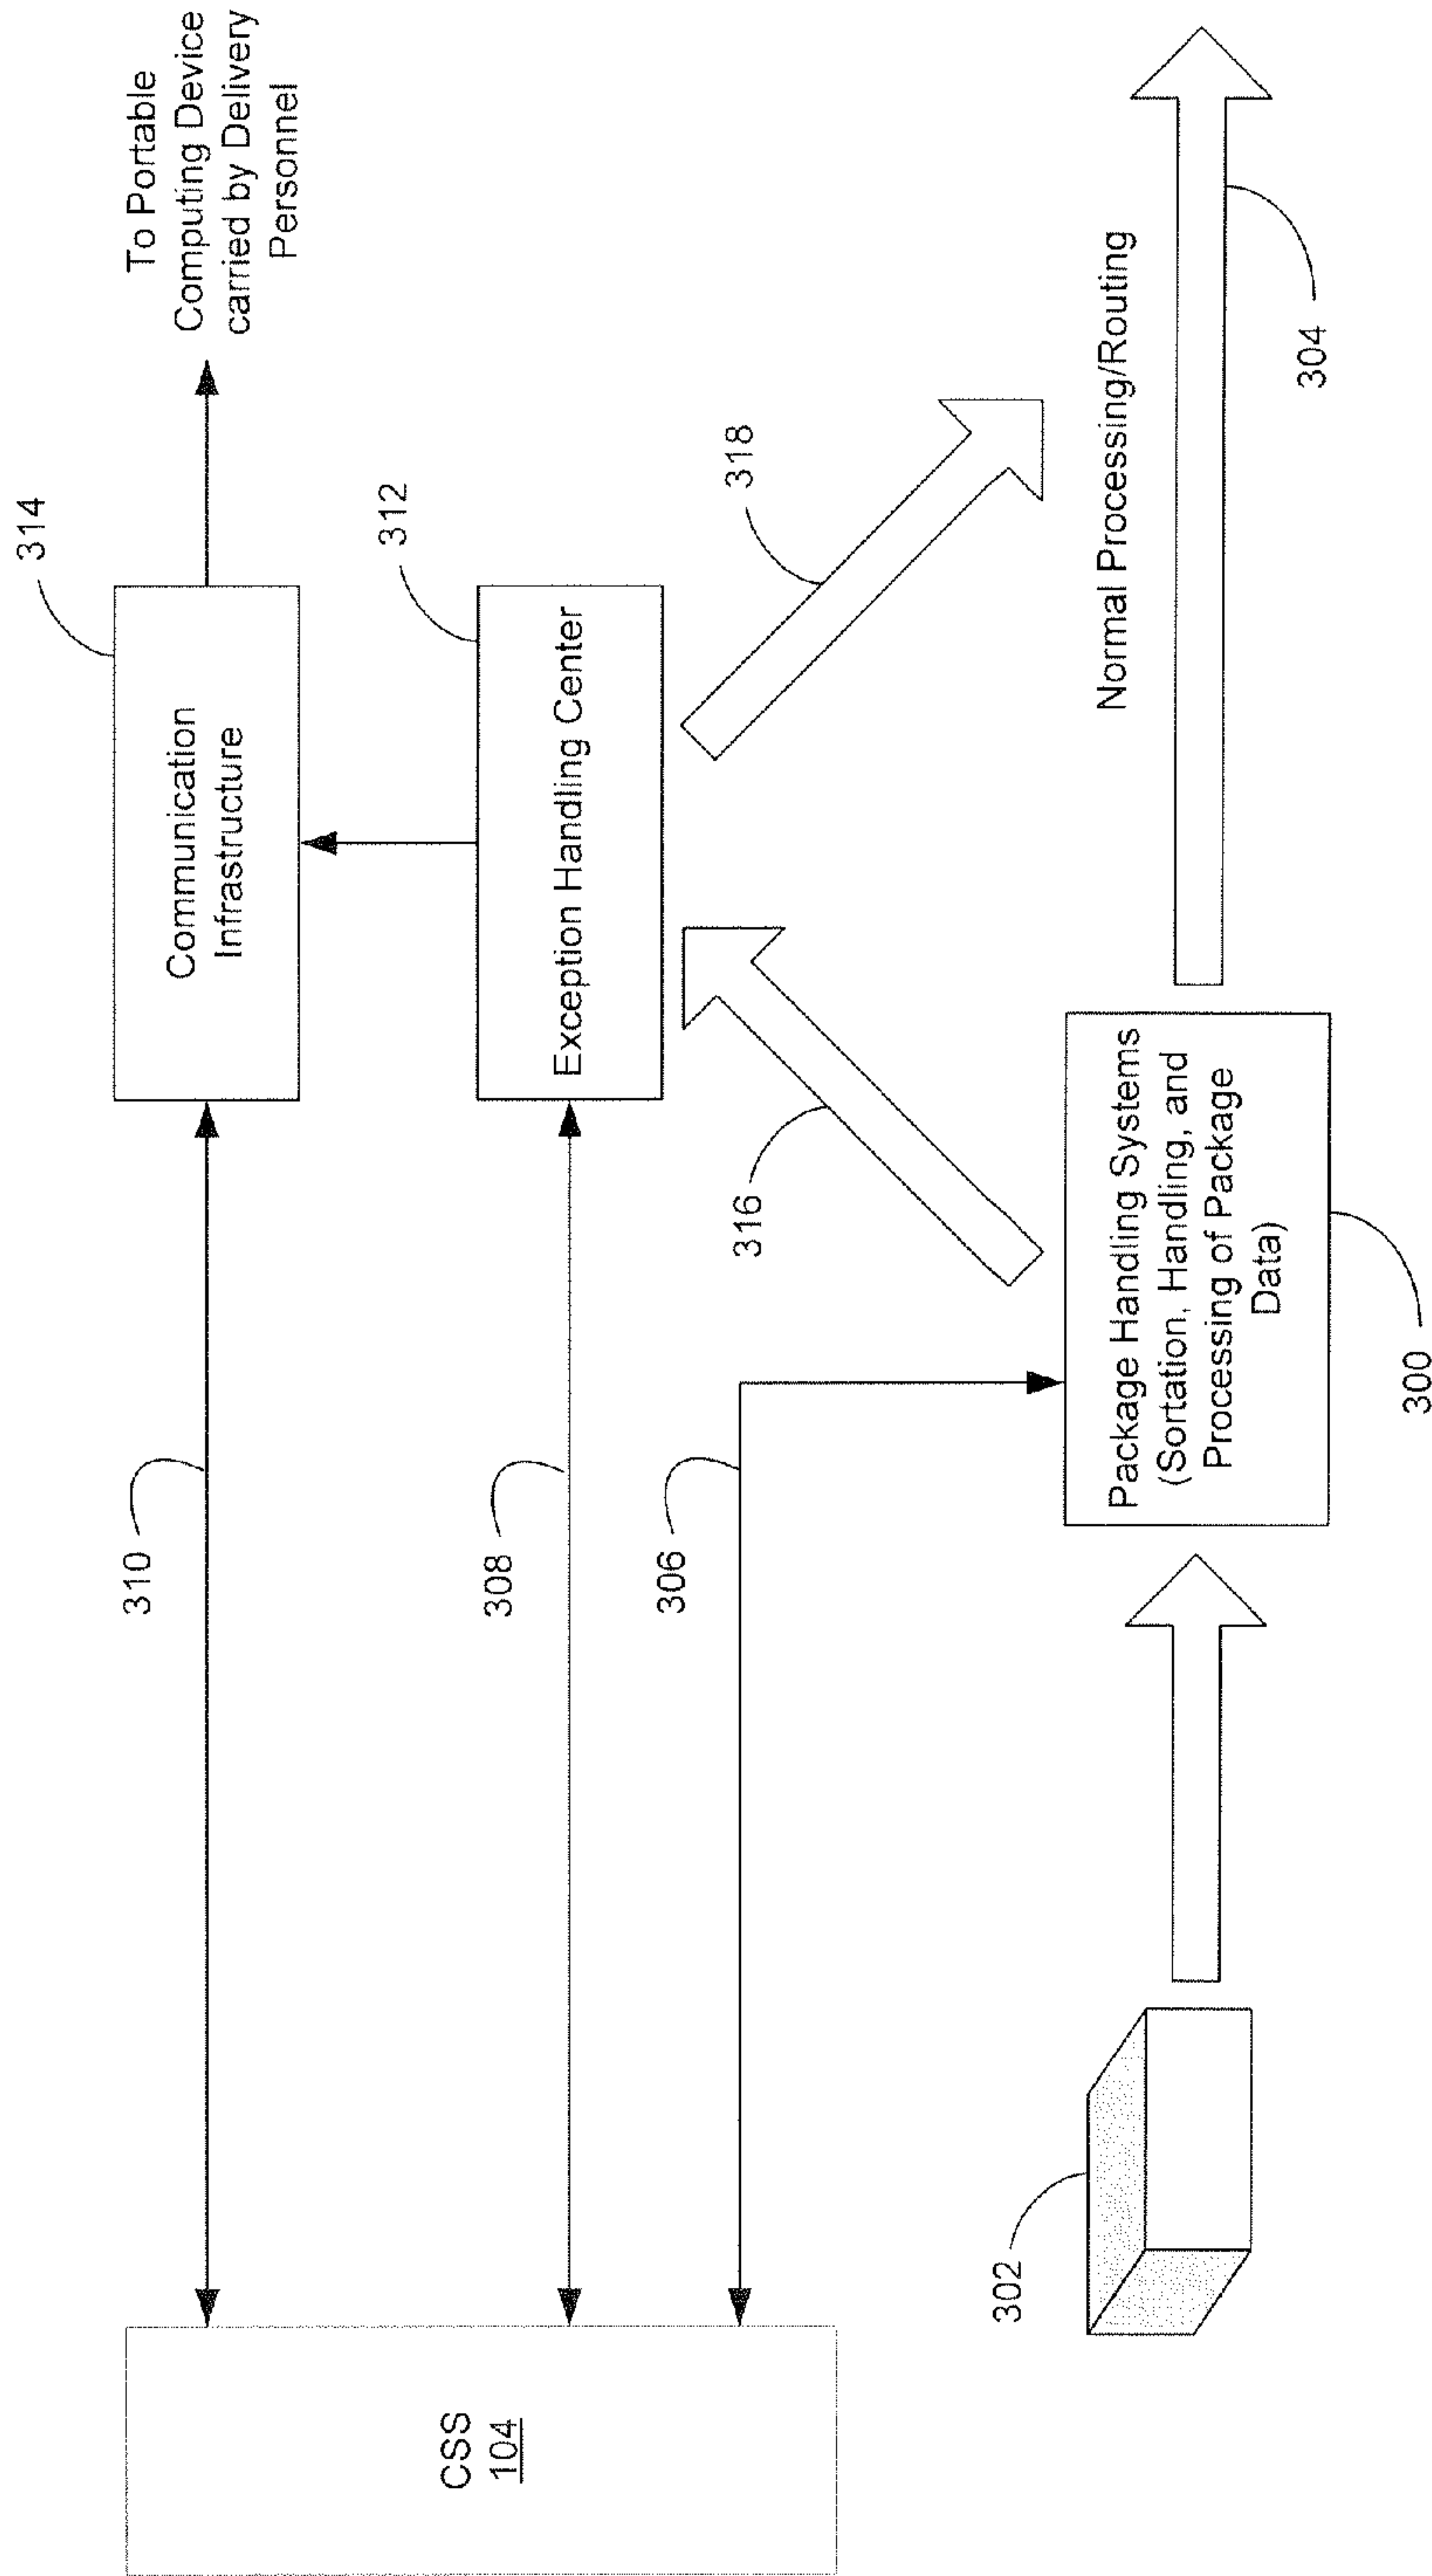 To Portable
Computing Device
carried by Delivery
Personnel
314
Communication
Infrastructure
310
312
Exception Handling Center
308
318
316
306
CSS
104
Normal Processing/Routing
304
Package Handling Systems
(Sortation, Handling, and
Processing of Package
Data)
300
302